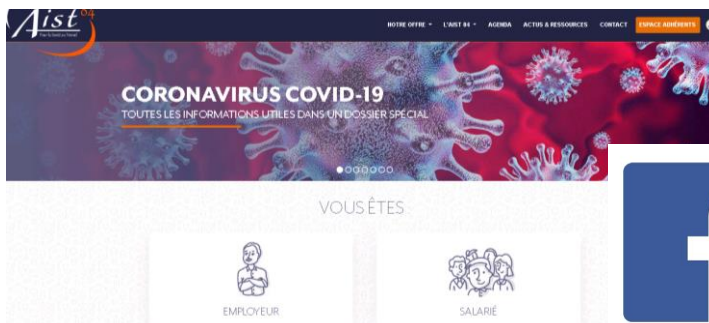 Aist 84
NOTRE OFFRE L'AIST 84 AGENDA ACTUS & RESSOURCES CONTACT ESPACE ADHÉRENTS
CORONAVIRUS COVID-19
TOUTES LES INFORMATIONS UTILES DANS UN DOSSIER SPÉCIAL
VOUS ÊTES
EMPLOYEUR SALARIÉ